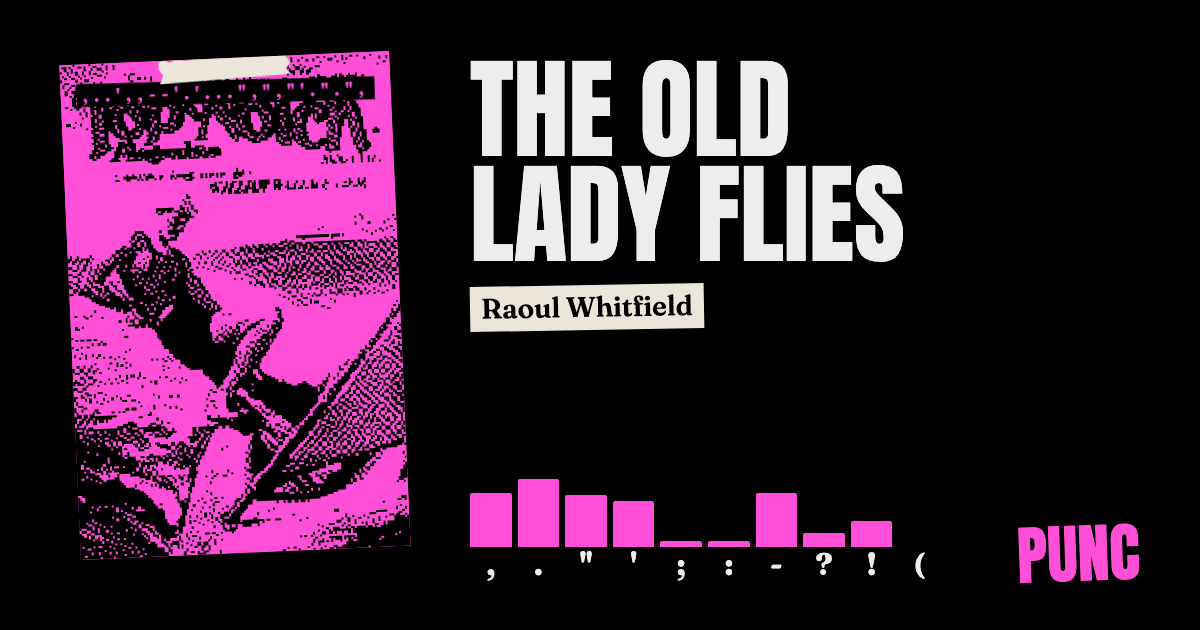 THE OLD
LADY FLIES
Raoul Whitfield
, . " ' ; : - ? ! (
PUNC